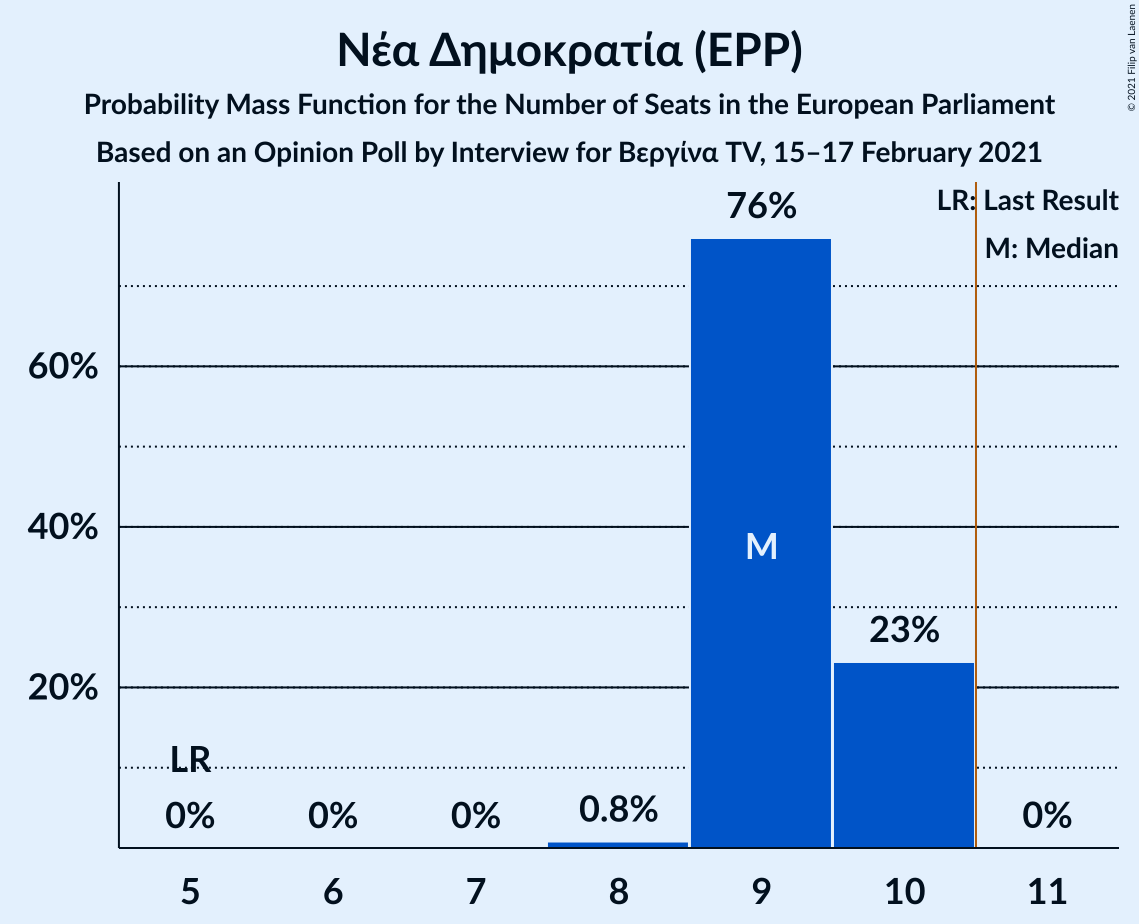 Νέα Δημοκρατία (EPP)
Probability Mass Function for the Number of Seats in the European Parliament
Based on an Opinion Poll by Interview for Βεργίνα TV, 15–17 February 2021
© 2021 Filip van Laenen
LR: Last Result
M: Median
76%
60%
40%
M
23%
20%
LR
0%
0%
0%
0.8%
0%
5
6
7
8
9
10
11